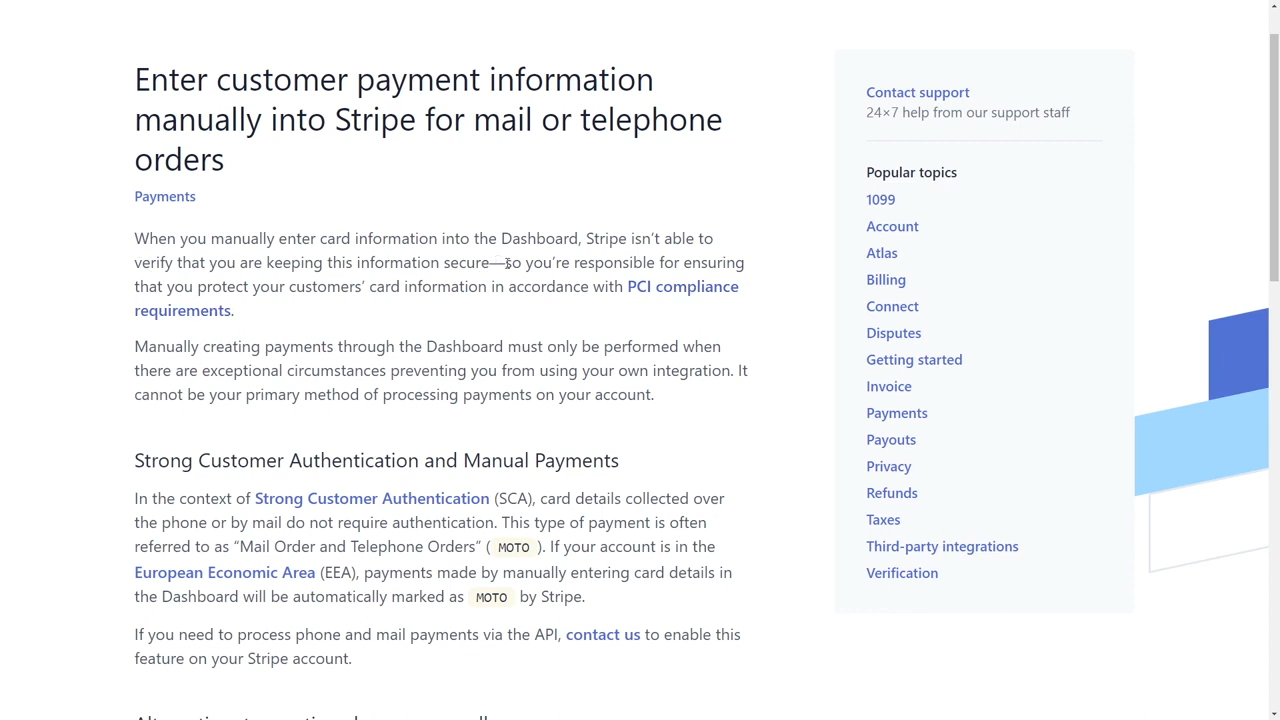 Enter customer payment information
manually into Stripe for mail or telephone
orders
Payments
When you manually enter card information into the Dashboard, Stripe isn't able to
verify that you are keeping this information secure—so you're responsible for ensuring
that you protect your customers' card information in accordance with PCI compliance
requirements.
Manually creating payments through the Dashboard must only be performed when
there are exceptional circumstances preventing you from using your own integration. It
cannot be your primary method of processing payments on your account.
Strong Customer Authentication and Manual Payments
In the context of Strong Customer Authentication (SCA), card details collected over
the phone or by mail do not require authentication. This type of payment is often
referred to as “Mail Order and Telephone Orders” ( MOTO ). If your account is in the
European Economic Area (EEA), payments made by manually entering card details in
the Dashboard will be automatically marked as MOTO by Stripe.
If you need to process phone and mail payments via the API, contact us to enable this
feature on your Stripe account.
Contact support
24×7 help from our support staff
Popular topics
1099
Account
Atlas
Billing
Connect
Disputes
Getting started
Invoice
Payments
Payouts
Privacy
Refunds
Taxes
Third-party integrations
Verification